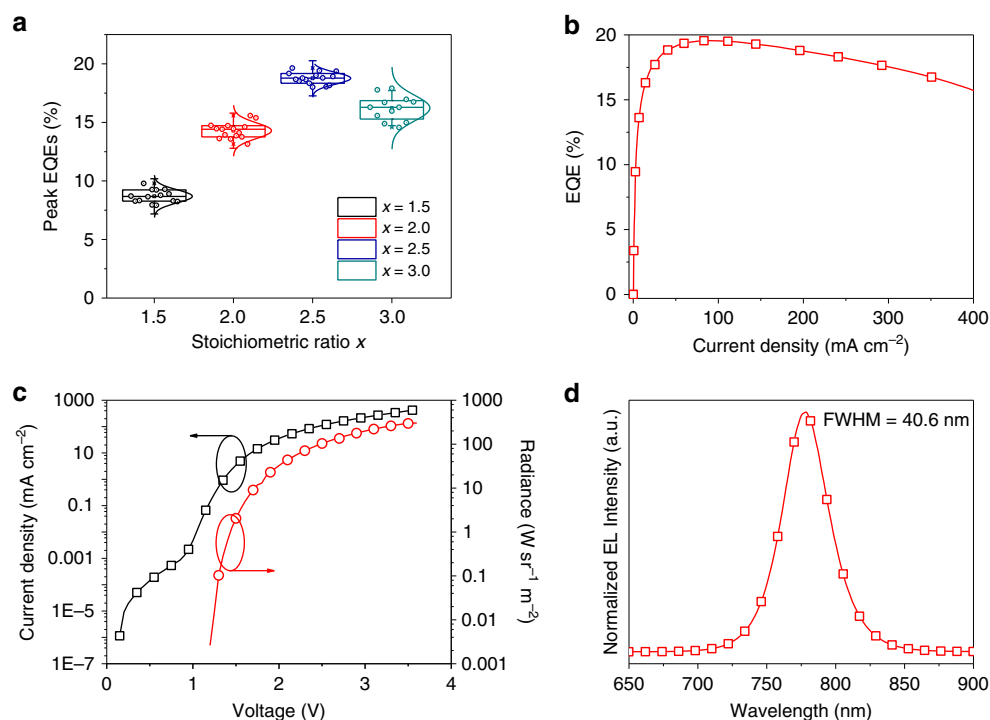 a
Peak EQEs (%)
20
15
10
5
0
1.5 2.0 2.5 3.0
Stoichiometric ratio x
x = 1.5
x = 2.0
x = 2.5
x = 3.0
b
EQE (%)
20
15
10
5
0
0 100 200 300 400
Current density (mA cm⁻²)
c
Current density (mA cm⁻²)
1000
10
0.1
0.001
1E−5
1E−7
0 1 2 3 4
Voltage (V)
1000
100
10
1
0.1
0.01
0.001
Radiance (W sr⁻¹ m⁻²)
d
Normalized EL Intensity (a.u.)
FWHM = 40.6 nm
650 700 750 800 850 900
Wavelength (nm)